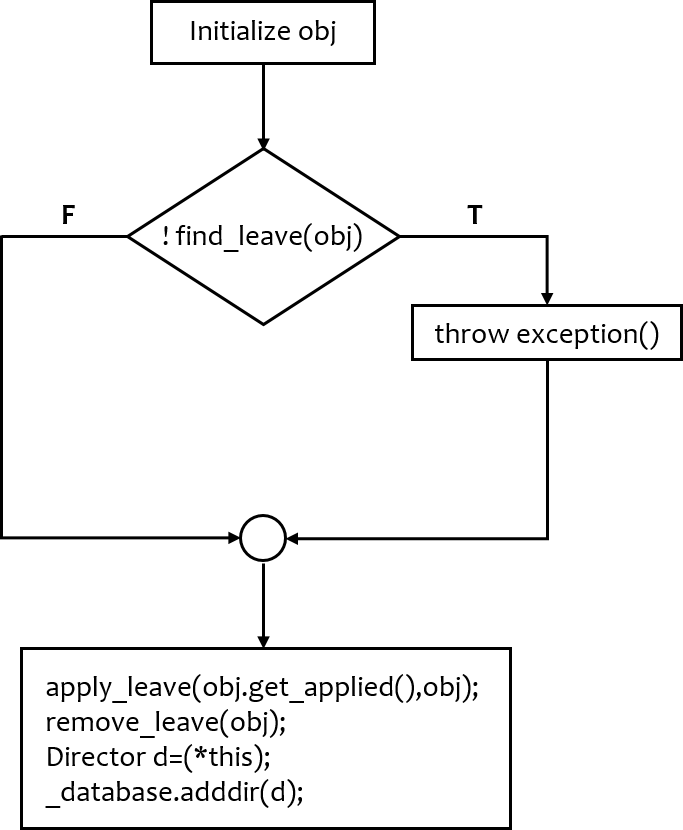 Initialize obj
F
! find_leave(obj)
T
throw exception()
apply_leave(obj.get_applied(),obj);
remove_leave(obj);
Director d=(*this);
_database.adddir(d);